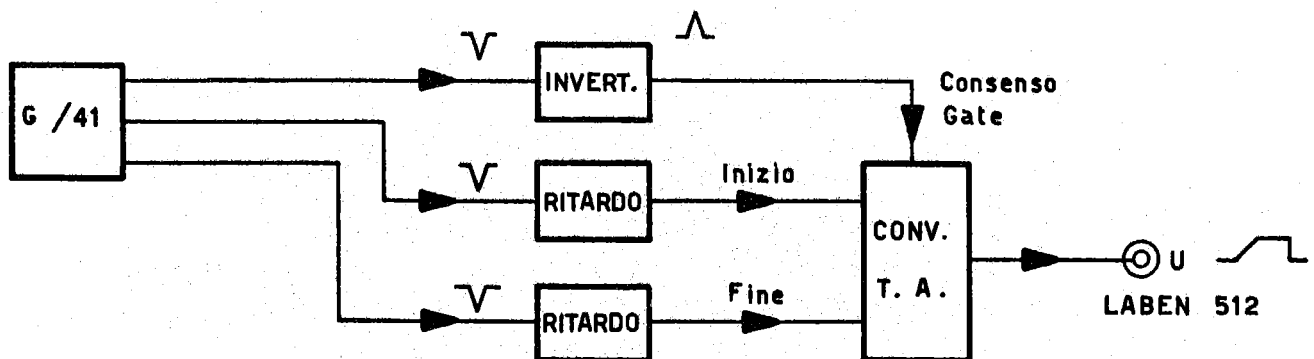 G /41
INVERT.
Consenso
Gate
RITARDO
Inizio
CONV.
T. A.
RITARDO
Fine
U
LABEN 512